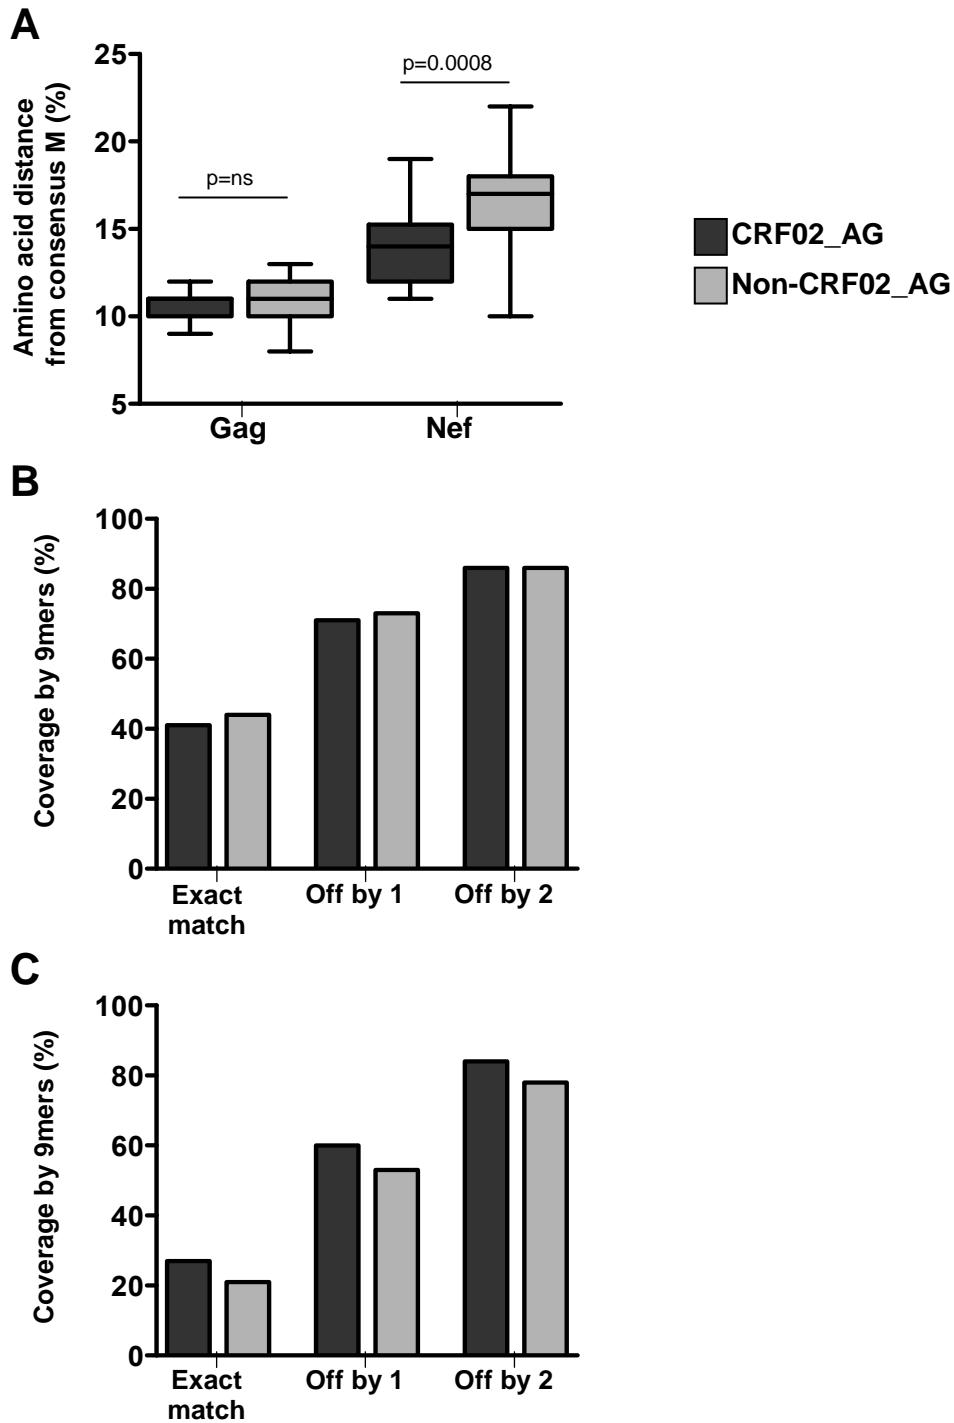 A
Amino acid distance
from consensus M (%)
25
20
15
10
5
p=ns
p=0.0008
Gag
Nef
CRF02_AG
Non-CRF02_AG
B
Coverage by 9mers (%)
100
80
60
40
20
0
Exact
match
Off by 1
Off by 2
C
Coverage by 9mers (%)
100
80
60
40
20
0
Exact
match
Off by 1
Off by 2